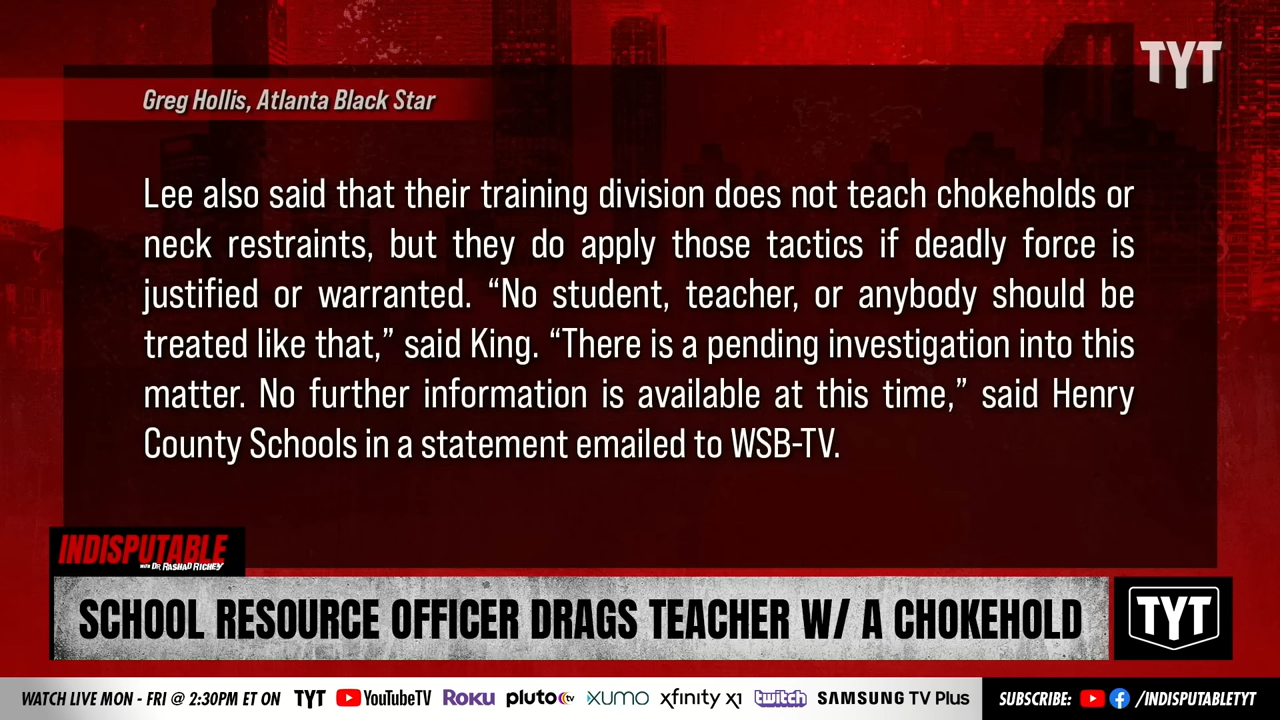 TYT
Greg Hollis, Atlanta Black Star
Lee also said that their training division does not teach chokeholds or
neck restraints, but they do apply those tactics if deadly force is
justified or warranted. “No student, teacher, or anybody should be
treated like that,” said King. “There is a pending investigation into this
matter. No further information is available at this time,” said Henry
County Schools in a statement emailed to WSB-TV.
INDISPUTABLE
WITH DR. RASHAD RICHEY
SCHOOL RESOURCE OFFICER DRAGS TEACHER W/ A CHOKEHOLD
TYT
WATCH LIVE MON - FRI @ 2:30PM ET ON TYT YouTubeTV Roku pluto tv xumo xfinity x1 twitch SAMSUNG TV Plus SUBSCRIBE: /INDISPUTABLETYT